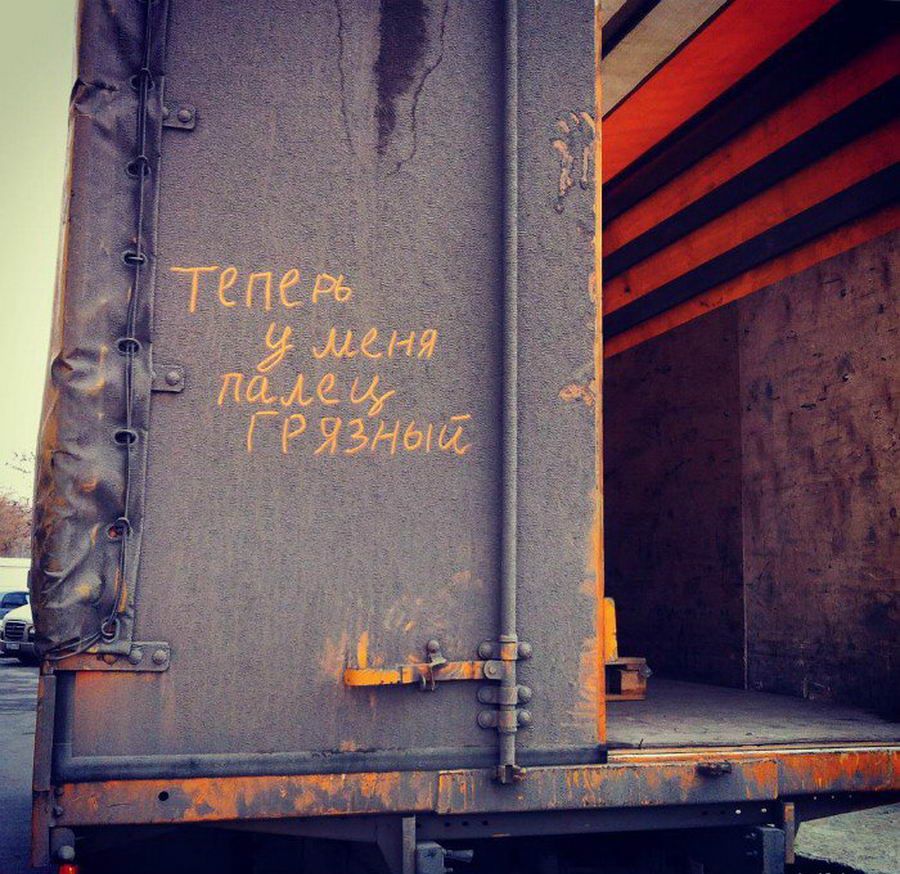 Теперь
у меня
палец
грязный